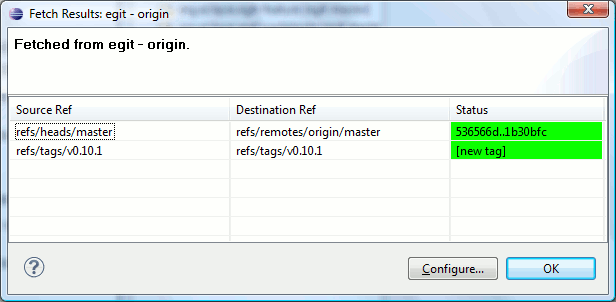 Fetch Results: egit - origin
Fetched from egit - origin.
Source Ref Destination Ref Status
refs/heads/master refs/remotes/origin/master 536566d..1b30bfc
refs/tags/v0.10.1 refs/tags/v0.10.1 [new tag]
? Configure... OK